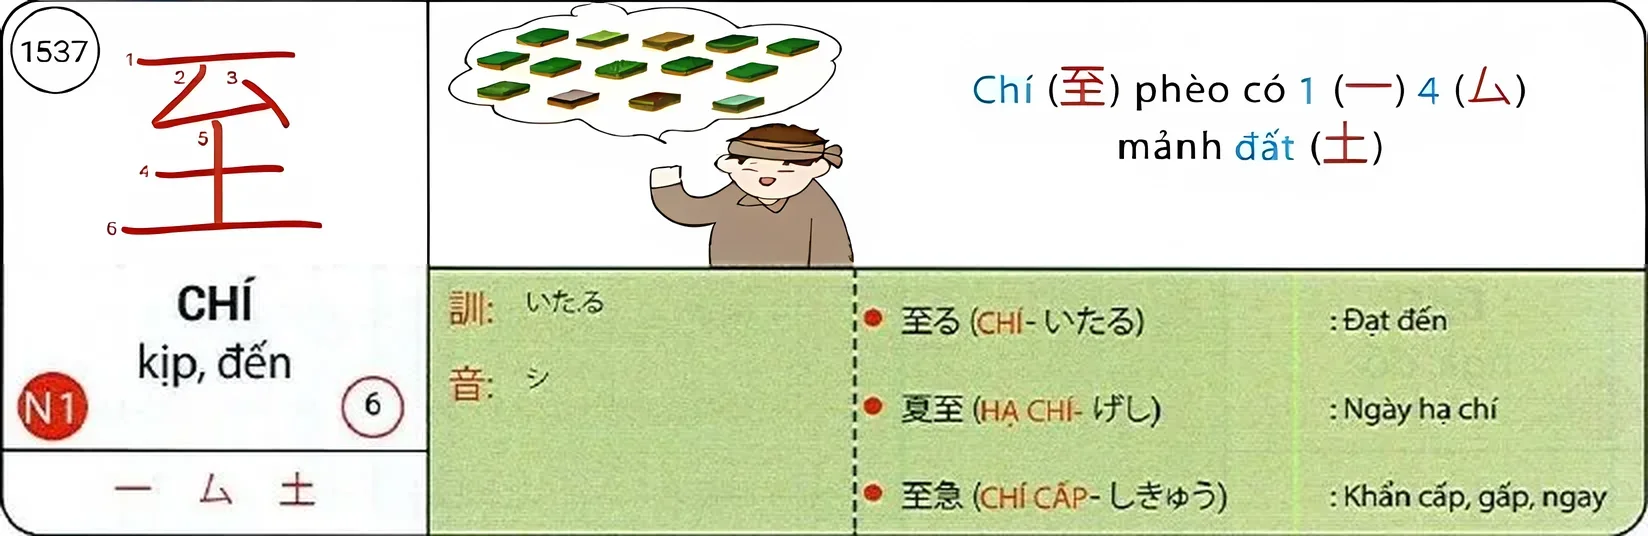 1537
1
2
3
5
4
6
至
CHÍ
kịp, đến
N1
6
一 ム 土
Chí (至) phèo có 1 (一) 4 (ム)
mảnh đất (土)
訓: いた.る
音: シ
至る (CHÍ- いたる) : Đạt đến
夏至 (HẠ CHÍ- げし) : Ngày hạ chí
至急 (CHÍ CẤP- しきゅう) : Khẩn cấp, gấp, ngay